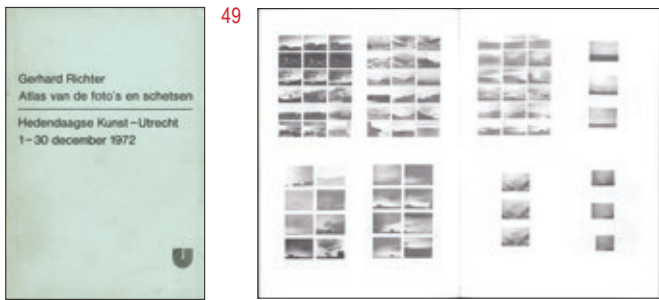 Gerhard Richter
Atlas van de foto's en schetsen
Hedendaagse Kunst–Utrecht
1–30 december 1972
49